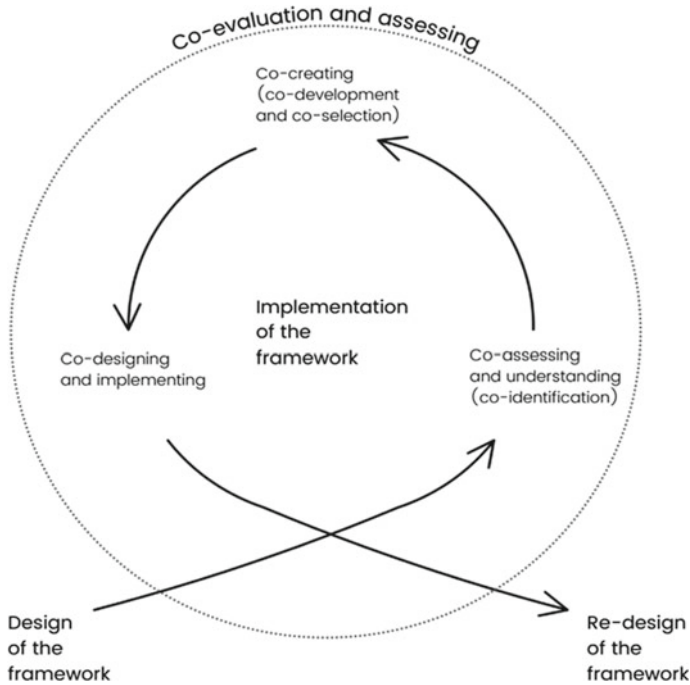 Co-evaluation and assessing
Co-creating
(co-development
and co-selection)
Implementation
of the
framework
Co-designing
and implementing
Co-assessing
and understanding
(co-identification)
Design
of the
framework
Re-design
of the
framework